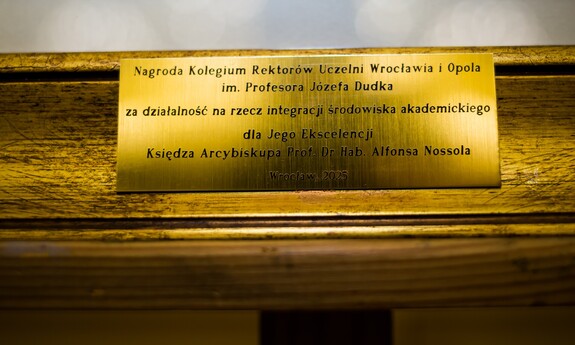 Nagroda Kolegium Rektorów Uczelni Wrocławia i Opola
im. Profesora Józefa Dudka
za działalność na rzecz integracji środowiska akademickiego
dla Jego Ekscelencji
Księdza Arcybiskupa Prof. Dr Hab. Alfonsa Nossola
Wrocław, 2025